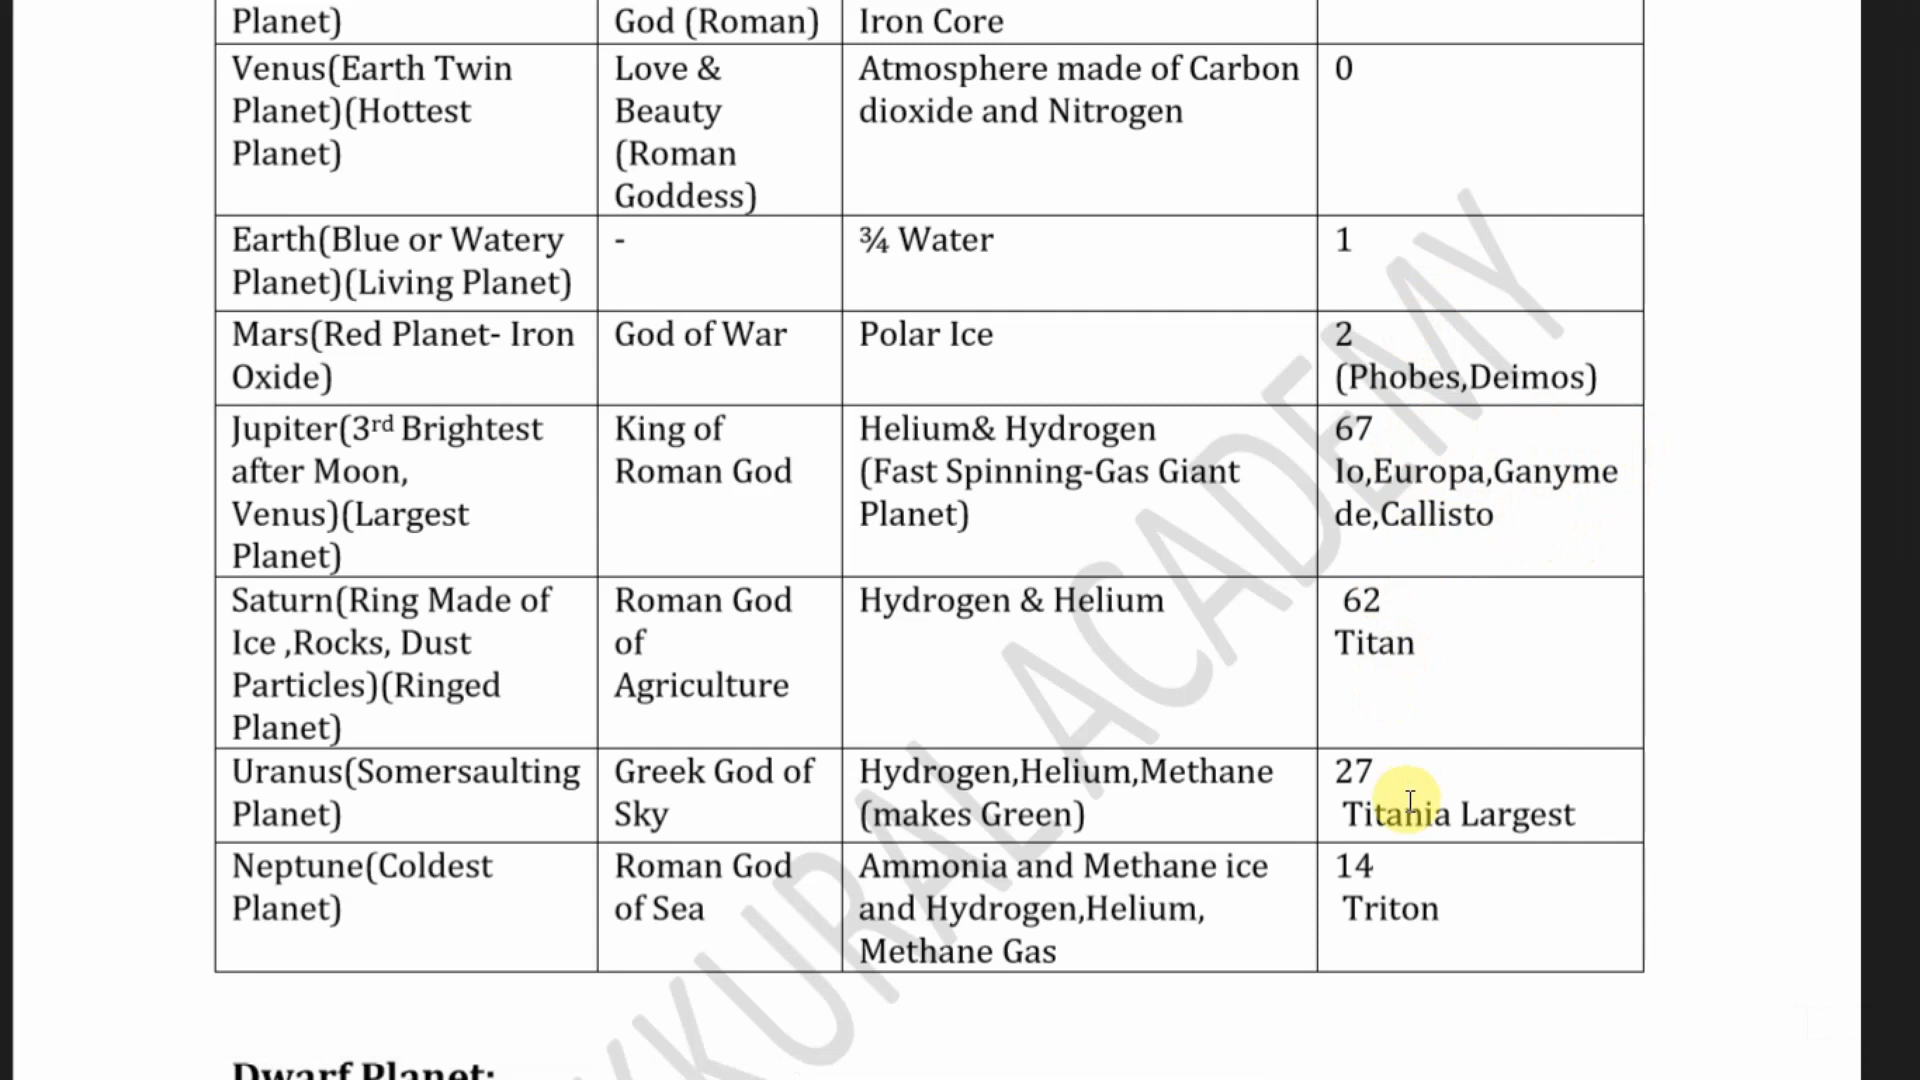 Planet)
God (Roman)
Iron Core
Venus(Earth Twin
Planet)(Hottest
Planet)
Love &
Beauty
(Roman
Goddess)
Atmosphere made of Carbon
dioxide and Nitrogen
0
Earth(Blue or Watery
Planet)(Living Planet)
-
¾ Water
1
Mars(Red Planet- Iron
Oxide)
God of War
Polar Ice
2
(Phobes,Deimos)
Jupiter(3rd Brightest
after Moon,
Venus)(Largest
Planet)
King of
Roman God
Helium& Hydrogen
(Fast Spinning-Gas Giant
Planet)
67
Io,Europa,Ganyme
de,Callisto
Saturn(Ring Made of
Ice ,Rocks, Dust
Particles)(Ringed
Planet)
Roman God
of
Agriculture
Hydrogen & Helium
62
Titan
Uranus(Somersaulting
Planet)
Greek God of
Sky
Hydrogen,Helium,Methane
(makes Green)
27
Titania Largest
Neptune(Coldest
Planet)
Roman God
of Sea
Ammonia and Methane ice
and Hydrogen,Helium,
Methane Gas
14
Triton
Dwarf Planet:
KKURAL ACADEMY